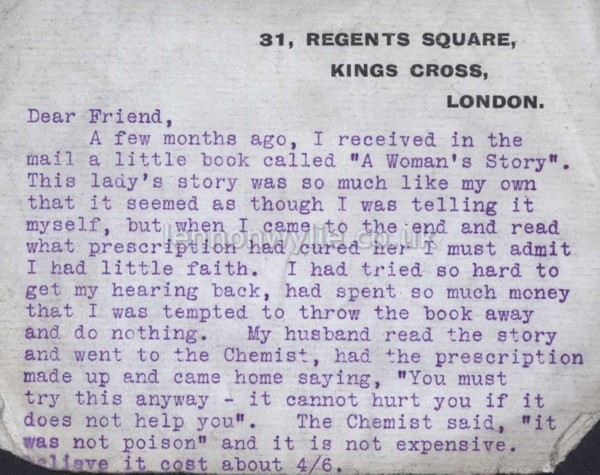 31, REGENTS SQUARE,
KINGS CROSS,
LONDON.
Dear Friend,
A few months ago, I received in the
mail a little book called "A Woman's Story".
This lady's story was so much like my own
that it seemed as though I was telling it
myself, but when I came to the end and read
lennonwylie.co.uk
what prescription had cured her I must admit
I had little faith. I had tried so hard to
get my hearing back, had spent so much money
that I was tempted to throw the book away
and do nothing. My husband read the story
and went to the Chemist, had the prescription
made up and came home saying, "You must
try this anyway - it cannot hurt you if it
does not help you". The Chemist said, "it
was not poison" and it is not expensive.
believe it cost about 4/6.